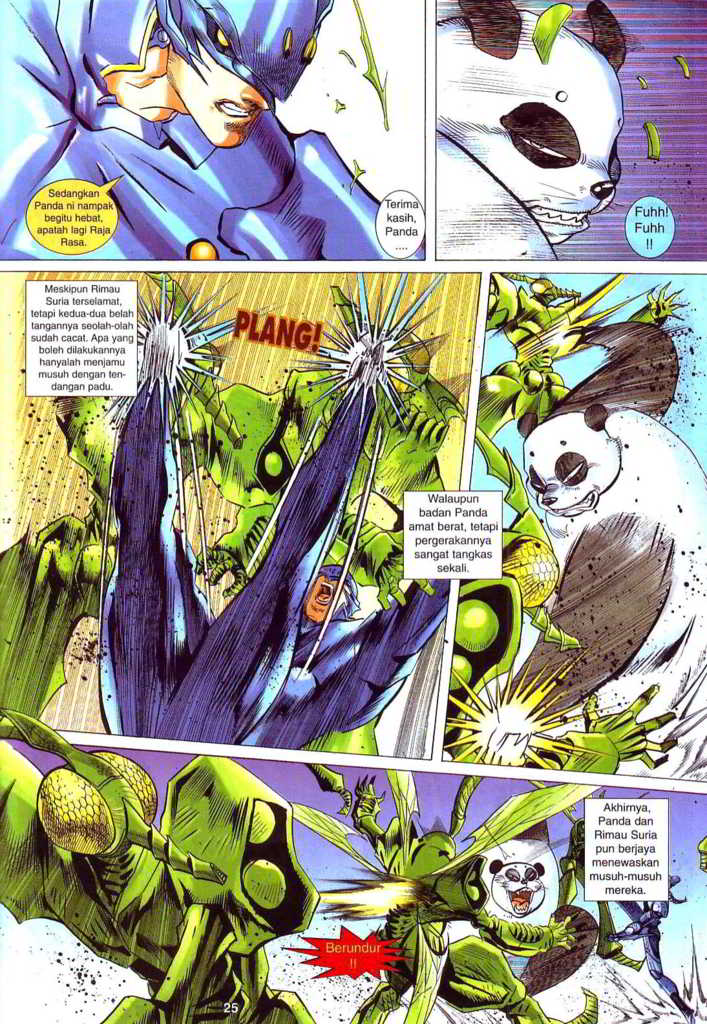 Sedangkan
Panda ni nampak
begitu hebat,
apatah lagi Raja
Rasa.
Terima
kasih,
Panda
....
Fuhh!
Fuhh
!!
Meskipun Rimau
Suria terselamat,
tetapi kedua-dua belah
tangannya seolah-olah
sudah cacat. Apa yang
boleh dilakukannya
hanyalah menjamu
musuh dengan ten-
dangan padu.
PLANG!
Walaupun
badan Panda
amat berat, tetapi
pergerakannya
sangat tangkas
sekali.
Akhirnya,
Panda dan
Rimau Suria
pun berjaya
menewaskan
musuh-musuh
mereka.
Berundur
!!
25